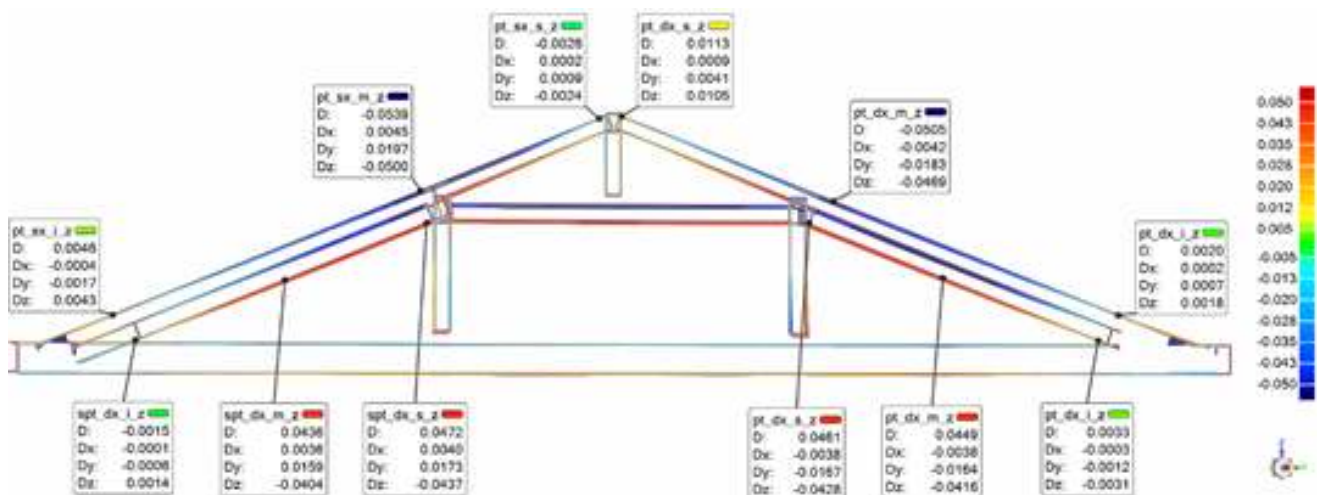 pt_sx_s_z
D: -0.0026
Dx: 0.0002
Dy: 0.0009
Dz: -0.0024
pt_dx_s_z
D: 0.0113
Dx: 0.0009
Dy: 0.0041
Dz: 0.0105
pt_sx_m_z
D: -0.0539
Dx: 0.0045
Dy: 0.0197
Dz: -0.0500
pt_dx_m_z
D: -0.0505
Dx: -0.0042
Dy: -0.0183
Dz: -0.0469
pt_sx_i_z
D: 0.0046
Dx: -0.0004
Dy: -0.0017
Dz: 0.0043
pt_dx_i_z
D: 0.0020
Dx: 0.0002
Dy: 0.0007
Dz: 0.0018
0.050
0.043
0.035
0.028
0.020
0.012
0.005
-0.005
-0.013
-0.020
-0.028
-0.035
-0.043
-0.050
spt_dx_i_z
D: -0.0015
Dx: -0.0001
Dy: -0.0006
Dz: 0.0014
spt_dx_m_z
D: 0.0436
Dx: 0.0036
Dy: 0.0159
Dz: -0.0404
spt_dx_s_z
D: 0.0472
Dx: 0.0040
Dy: 0.0173
Dz: -0.0437
pt_dx_s_z
D: 0.0461
Dx: -0.0038
Dy: -0.0167
Dz: -0.0428
pt_dx_m_z
D: 0.0449
Dx: -0.0038
Dy: -0.0164
Dz: -0.0416
pt_dx_i_z
D: 0.0033
Dx: -0.0003
Dy: -0.0012
Dz: -0.0031